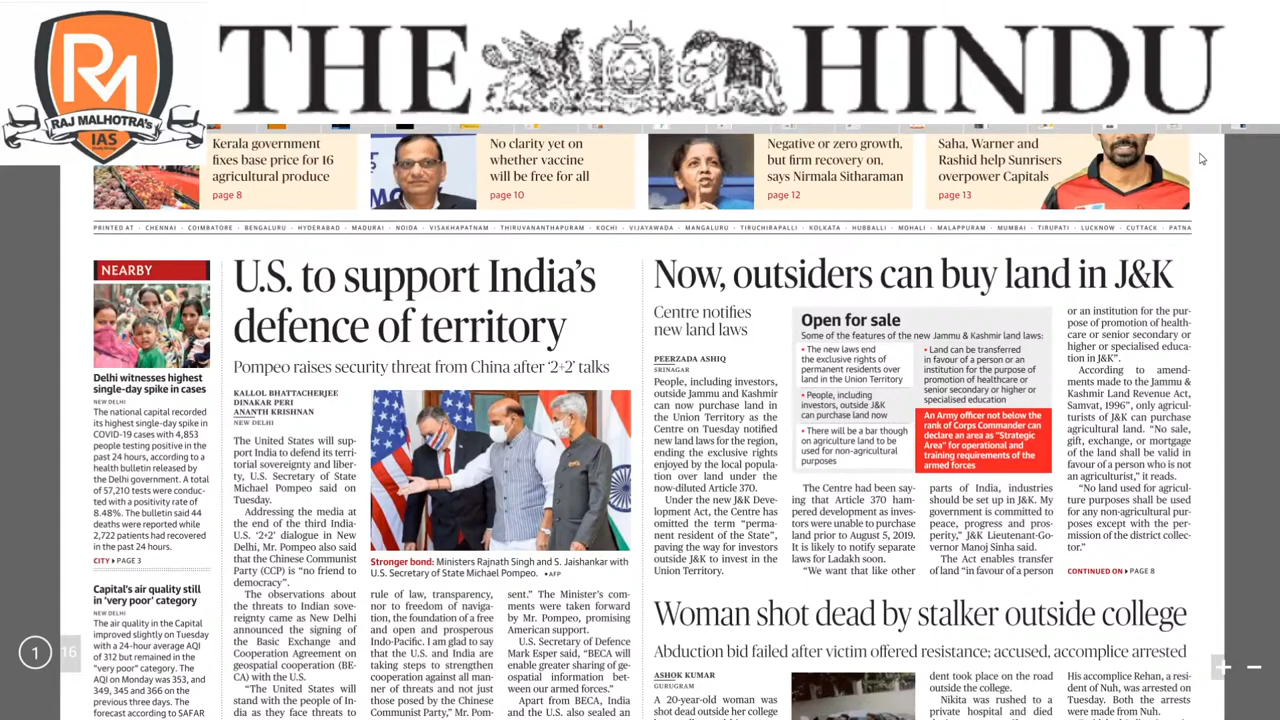 RM
RAJ MALHOTRA'S
IAS
THE HINDU
Kerala government
fixes base price for 16
agricultural produce
page 8
No clarity yet on
whether vaccine
will be free for all
page 10
Negative or zero growth,
but firm recovery on,
says Nirmala Sitharaman
page 12
Saha, Warner and
Rashid help Sunrisers
overpower Capitals
page 13
PRINTED AT · CHENNAI · COIMBATORE · BENGALURU · HYDERABAD · MADURAI · NOIDA · VISAKHAPATNAM · THIRUVANANTHAPURAM · KOCHI · VIJAYAWADA · MANGALURU · TIRUCHIRAPALLI · KOLKATA · HUBBALLI · MOHALI · MALAPPURAM · MUMBAI · TIRUPATI · LUCKNOW · CUTTACK · PATNA
NEARBY
Delhi witnesses highest
single-day spike in cases
NEW DELHI
The national capital recorded
its highest single-day spike in
COVID-19 cases with 4,853
people testing positive in the
past 24 hours, according to a
health bulletin released by
the Delhi government. A total
of 57,210 tests were conduc-
ted with a positivity rate of
8.48%. The bulletin said 44
deaths were reported while
2,722 patients had recovered
in the past 24 hours.
CITY ▸ PAGE 3
Capital's air quality still
in 'very poor' category
NEW DELHI
The air quality in the Capital
improved slightly on Tuesday
with a 24-hour average AQI
of 312 but remained in the
"very poor" category. The
AQI on Monday was 353, and
349, 345 and 366 on the
previous three days. The
forecast according to SAFAR
U.S. to support India's
defence of territory
Pompeo raises security threat from China after '2+2' talks
KALLOL BHATTACHERJEE
DINAKAR PERI
ANANTH KRISHNAN
NEW DELHI
The United States will sup-
port India to defend its terri-
torial sovereignty and liber-
ty, U.S. Secretary of State
Michael Pompeo said on
Tuesday.
Addressing the media at
the end of the third India-
U.S. '2+2' dialogue in New
Delhi, Mr. Pompeo also said
that the Chinese Communist
Party (CCP) is "no friend to
democracy".
The observations about
the threats to Indian sove-
reignty came as New Delhi
announced the signing of
the Basic Exchange and
Cooperation Agreement on
geospatial cooperation (BE-
CA) with the U.S.
"The United States will
stand with the people of In-
dia as they face threats to
Stronger bond: Ministers Rajnath Singh and S. Jaishankar with
U.S. Secretary of State Michael Pompeo. •AFP
rule of law, transparency,
nor to freedom of naviga-
tion, the foundation of a free
and open and prosperous
Indo-Pacific. I am glad to say
that the U.S. and India are
taking steps to strengthen
cooperation against all man-
ner of threats and not just
those posed by the Chinese
Communist Party," Mr. Pom-
sent." The Minister's com-
ments were taken forward
by Mr. Pompeo, promising
American support.
U.S. Secretary of Defence
Mark Esper said, "BECA will
enable greater sharing of ge-
ospatial information bet-
ween our armed forces."
Apart from BECA, India
and the U.S. also sealed an
Now, outsiders can buy land in J&K
Centre notifies
new land laws
PEERZADA ASHIQ
SRINAGAR
People, including investors,
outside Jammu and Kashmir
can now purchase land in
the Union Territory as the
Centre on Tuesday notified
new land laws for the region,
ending the exclusive rights
enjoyed by the local popula-
tion over land under the
now-diluted Article 370.
Under the new J&K Deve-
lopment Act, the Centre has
omitted the term "perma-
nent resident of the State",
paving the way for investors
outside J&K to invest in the
Union Territory.
Open for sale
Some of the features of the new Jammu & Kashmir land laws:
• The new laws end
the exclusive rights of
permanent residents over
land in the Union Territory
• People, including
investors, outside J&K
can purchase land now
• There will be a bar though
on agriculture land to be
used for non-agricultural
purposes
• Land can be transferred
in favour of a person or an
institution for the purpose of
promotion of healthcare or
senior secondary or higher or
specialised education
An Army officer not below the
rank of Corps Commander can
declare an area as "Strategic
Area" for operational and
training requirements of the
armed forces
The Centre had been say-
ing that Article 370 ham-
pered development as inves-
tors were unable to purchase
land prior to August 5, 2019.
It is likely to notify separate
laws for Ladakh soon.
"We want that like other
parts of India, industries
should be set up in J&K. My
government is committed to
peace, progress and pros-
perity," J&K Lieutenant-Go-
vernor Manoj Sinha said.
The Act enables transfer
of land "in favour of a person
or an institution for the pur-
pose of promotion of health-
care or senior secondary or
higher or specialised educa-
tion in J&K".
According to amend-
ments made to the Jammu &
Kashmir Land Revenue Act,
Samvat, 1996", only agricul-
turists of J&K can purchase
agricultural land. "No sale,
gift, exchange, or mortgage
of the land shall be valid in
favour of a person who is not
an agriculturist," it reads.
"No land used for agricul-
ture purposes shall be used
for any non-agricultural pur-
poses except with the per-
mission of the district collec-
tor."
CONTINUED ON ▸ PAGE 8
Woman shot dead by stalker outside college
Abduction bid failed after victim offered resistance; accused, accomplice arrested
ASHOK KUMAR
GURUGRAM
A 20-year-old woman was
shot dead outside her college
dent took place on the road
outside the college.
Nikita was rushed to a
private hospital and died
His accomplice Rehan, a resi-
dent of Nuh, was arrested on
Tuesday. Both the arrests
were made from Nuh.
1
16